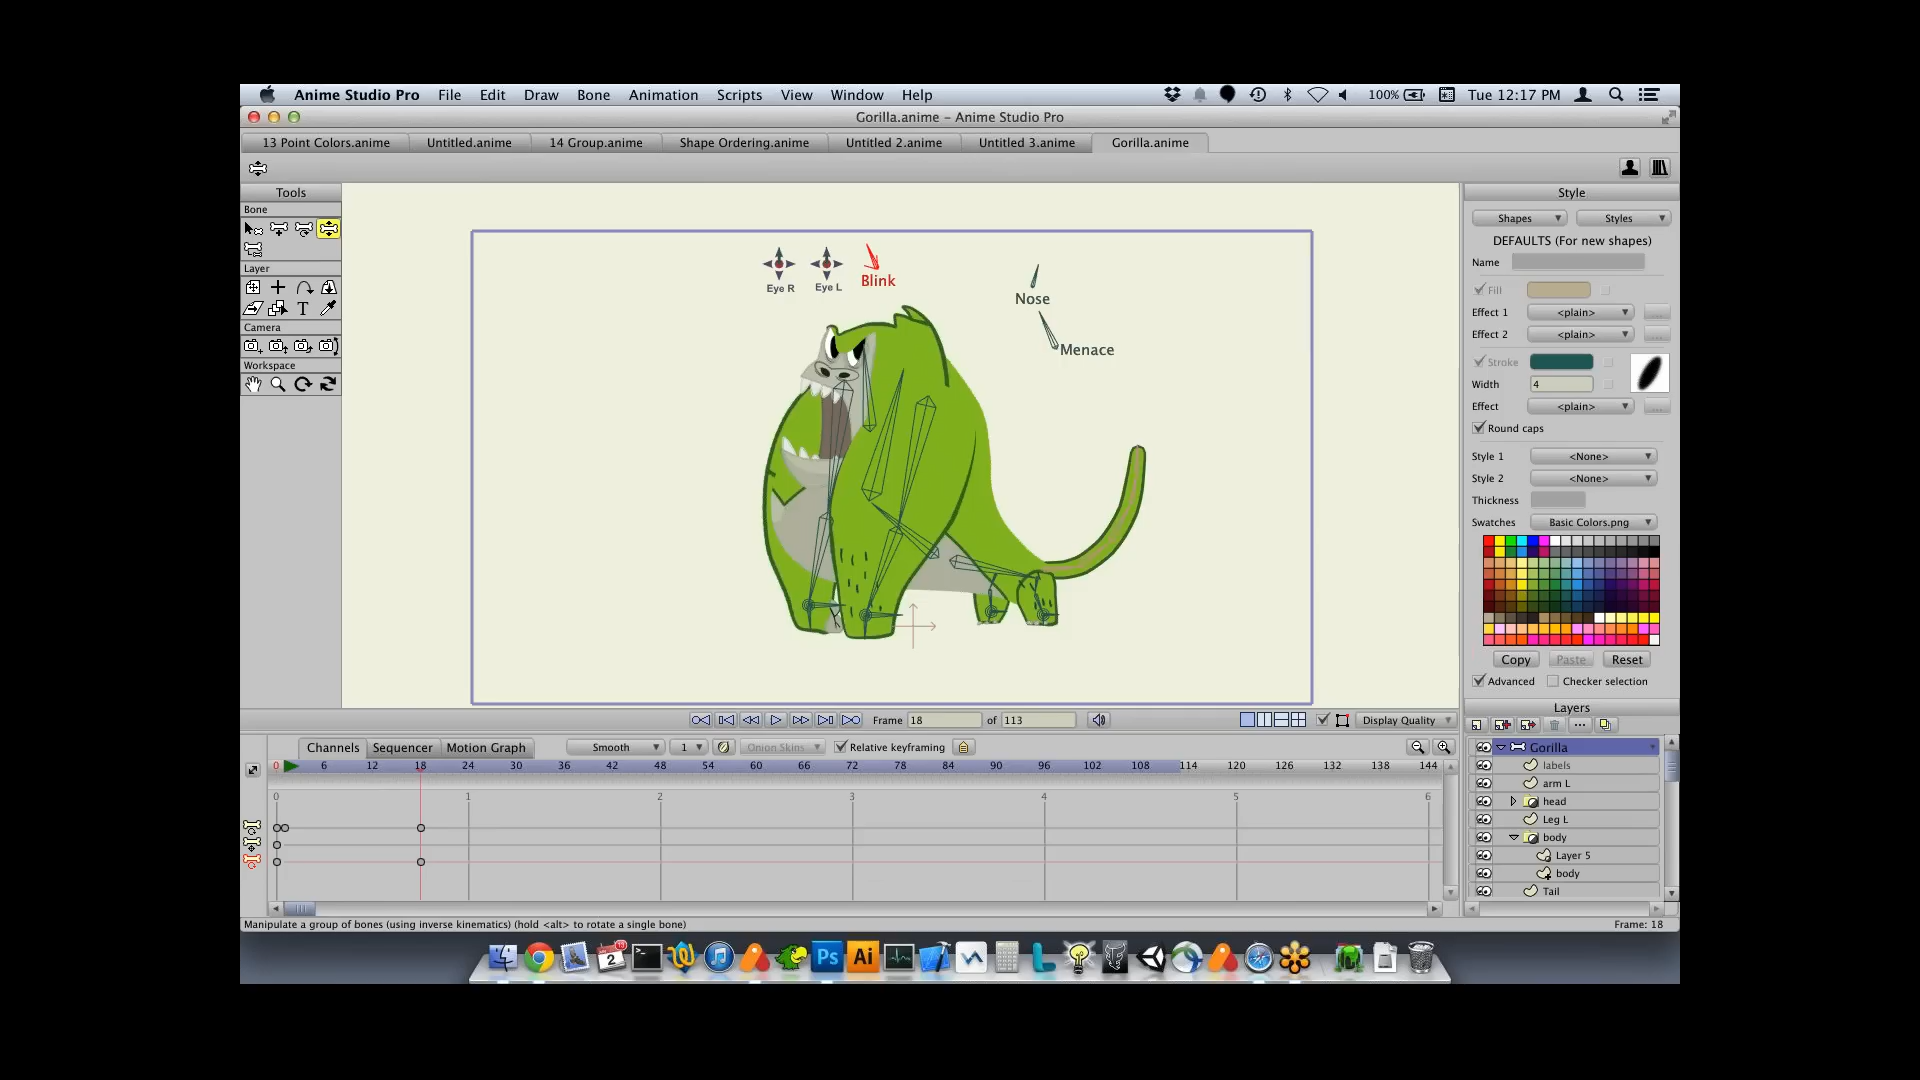 Anime Studio Pro File Edit Draw Bone Animation Scripts View Window Help 100% Tue 12:17 PM
Gorilla.anime – Anime Studio Pro
13 Point Colors.anime Untitled.anime 14 Group.anime Shape Ordering.anime Untitled 2.anime Untitled 3.anime Gorilla.anime
Tools
Bone
Layer
T
Camera
Workspace
Eye R Eye L Blink
Nose
Menace
Style
Shapes Styles
DEFAULTS (For new shapes)
Name
Fill
Effect 1 <plain> ...
Effect 2 <plain> ...
Stroke
Width 4
Effect <plain> ...
Round caps
Style 1 <None>
Style 2 <None>
Thickness
Swatches Basic Colors.png
Copy Paste Reset
Advanced Checker selection
Frame 18 of 113 Display Quality
Channels Sequencer Motion Graph Smooth 1 Onion Skins Relative keyframing
0 6 12 18 24 30 36 42 48 54 60 66 72 78 84 90 96 102 108 114 120 126 132 138 144
0 1 2 3 4 5 6
Layers
Gorilla
labels
arm L
head
Leg L
body
Layer 5
body
Tail
Manipulate a group of bones (using inverse kinematics) (hold <alt> to rotate a single bone) Frame: 18
2 Ps Ai